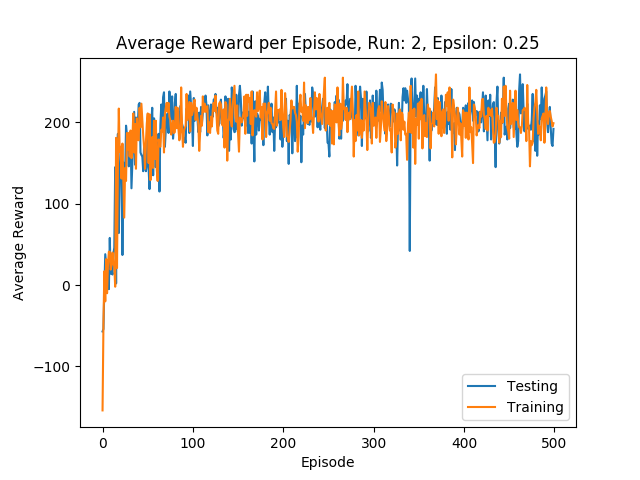 Average Reward per Episode, Run: 2, Epsilon: 0.25
Average Reward
200
100
0
−100
0 100 200 300 400 500
Episode
Testing
Training